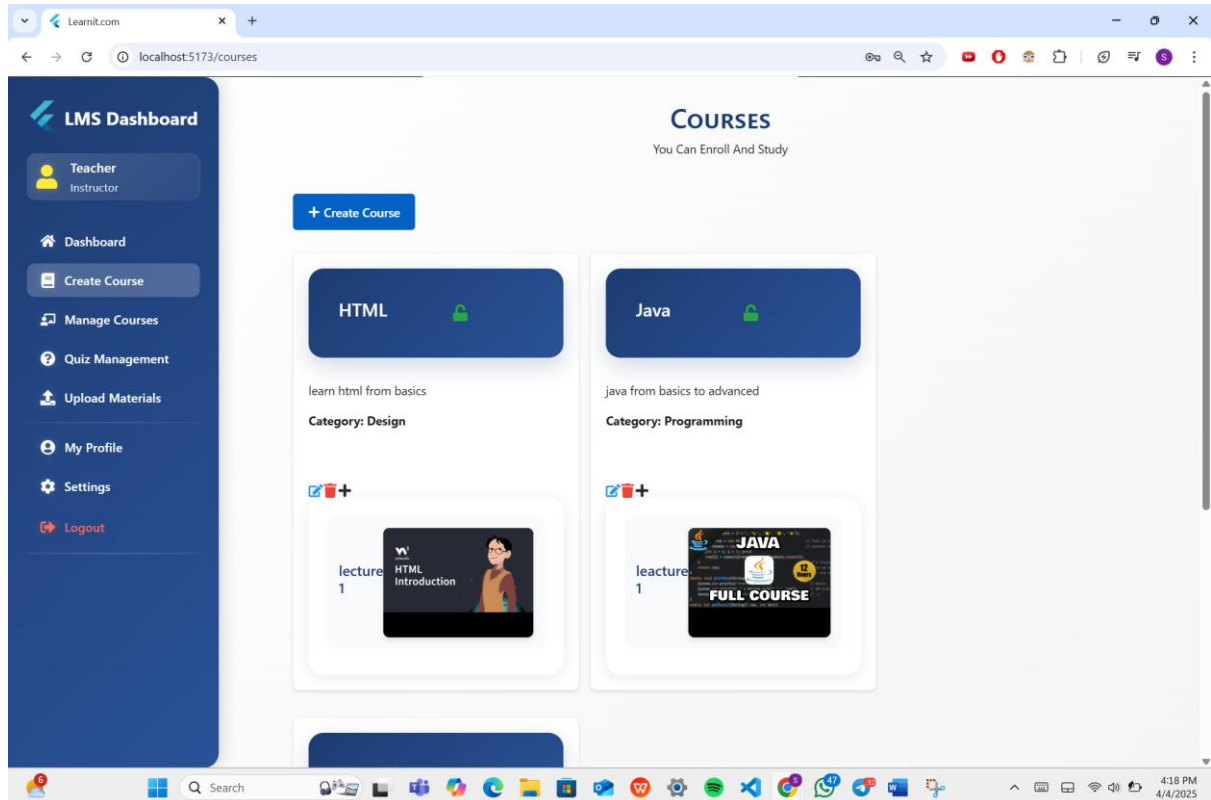 Learnit.com
localhost:5173/courses
S
LMS Dashboard
Teacher
Instructor
Dashboard
Create Course
Manage Courses
Quiz Management
Upload Materials
My Profile
Settings
Logout
COURSES
You Can Enroll And Study
+ Create Course
HTML
learn html from basics
Category: Design
lecture
1
HTML
Introduction
Java
java from basics to advanced
Category: Programming
leacture
1
JAVA
12
FULL COURSE
6
Search
47
4:18 PM
4/4/2025